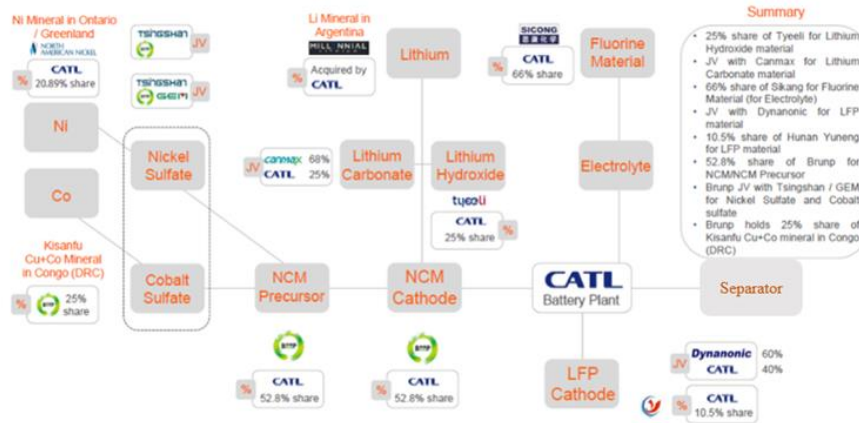 Ni Mineral in Ontario
/ Greenland
NORTH
AMERICAN NICKEL
%
CATL
20.89% share
TSINGSHAN
JV
TSINGSHAN
GEM
JV
Li Mineral in
Argentina
MILLENNIAL
%
Acquired by
CATL
Lithium
SICONG
%
CATL
66% share
Fluorine
Material
Summary
• 25% share of Tyeeli for Lithium
Hydroxide material
• JV with Canmax for Lithium
Carbonate material
• 66% share of Sikang for Fluorine
Material (for Electrolyte)
• JV with Dynanonic for LFP
material
• 10.5% share of Hunan Yuneng
for LFP material
• 52.8% share of Brunp for
NCM/NCM Precursor
• Brunp JV with Tsingshan / GEM
for Nickel Sulfate and Cobalt
sulfate
• Brunp holds 25% share of
Kisanfu Cu+Co mineral in Congo
(DRC)
Ni
Nickel
Sulfate
JV
canmax 68%
CATL 25%
Lithium
Carbonate
Lithium
Hydroxide
Electrolyte
Co
tyeeli
CATL
25% share
%
Kisanfu
Cu+Co Mineral
in Congo (DRC)
%
25%
share
Cobalt
Sulfate
NCM
Precursor
NCM
Cathode
CATL
Battery Plant
Separator
%
CATL
52.8% share
%
CATL
52.8% share
LFP
Cathode
JV
Dynanonic 60%
CATL 40%
%
CATL
10.5% share